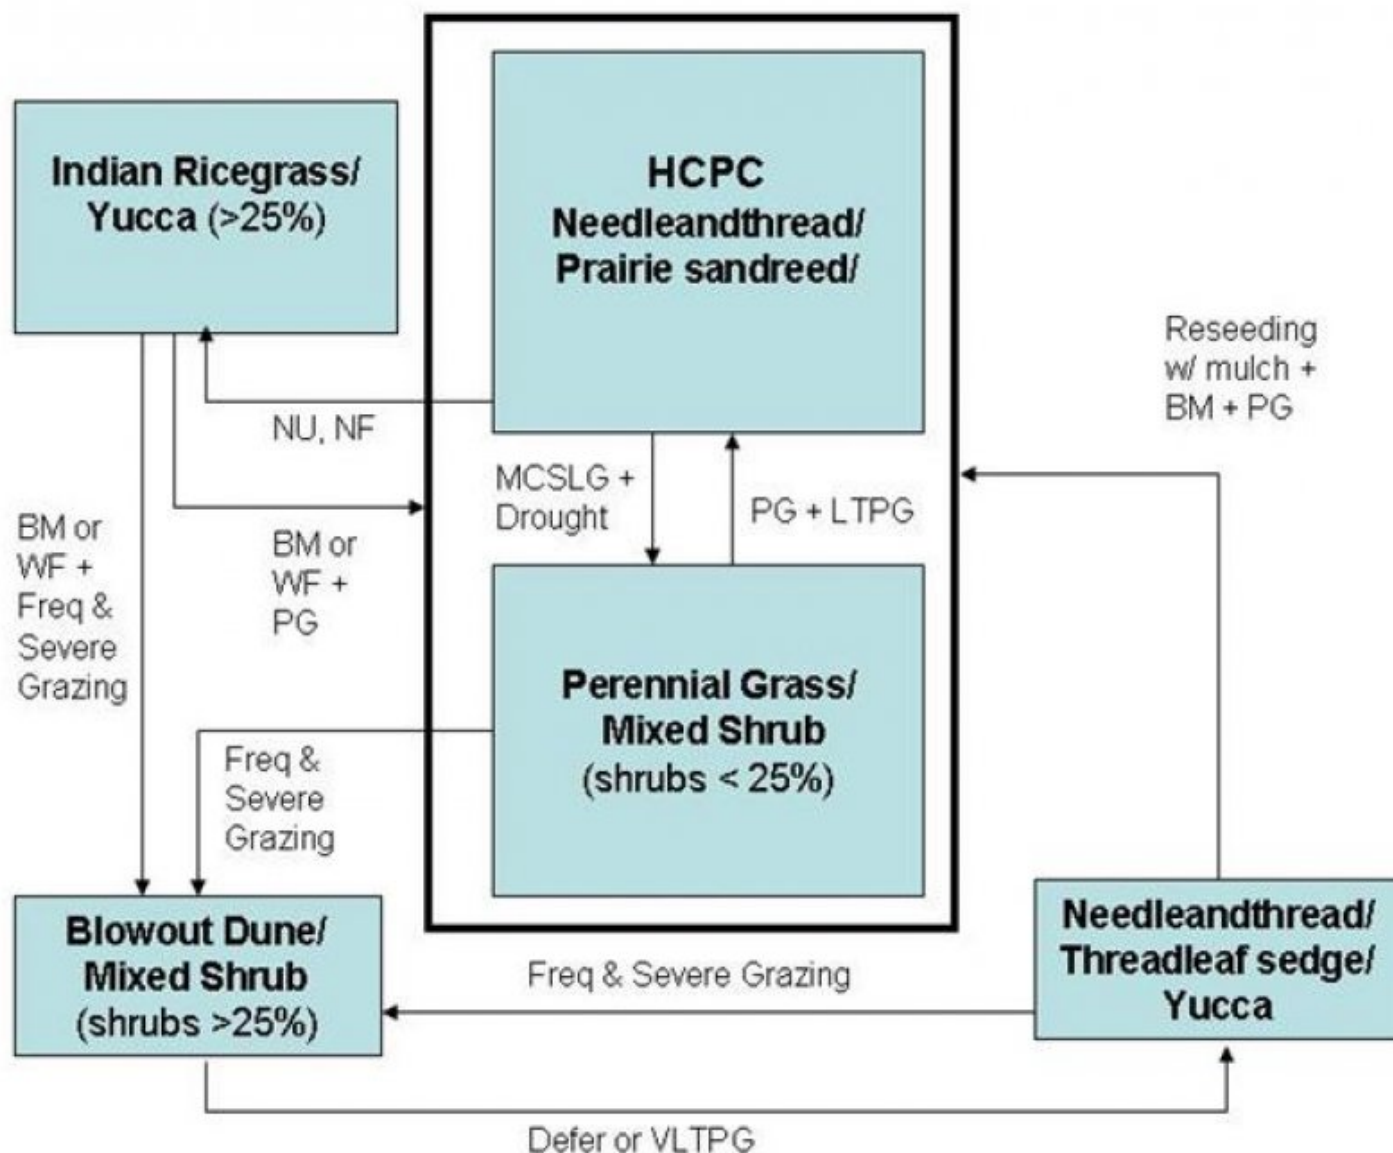 Indian Ricegrass/
Yucca (>25%)
HCPC
Needleandthread/
Prairie sandreed/
Reseeding
w/ mulch +
BM + PG
NU, NF
MCSLG +
Drought
PG + LTPG
BM or
WF +
Freq &
Severe
Grazing
BM or
WF +
PG
Perennial Grass/
Mixed Shrub
(shrubs < 25%)
Freq &
Severe
Grazing
Blowout Dune/
Mixed Shrub
(shrubs >25%)
Freq & Severe Grazing
Needleandthread/
Threadleaf sedge/
Yucca
Defer or VLTPG